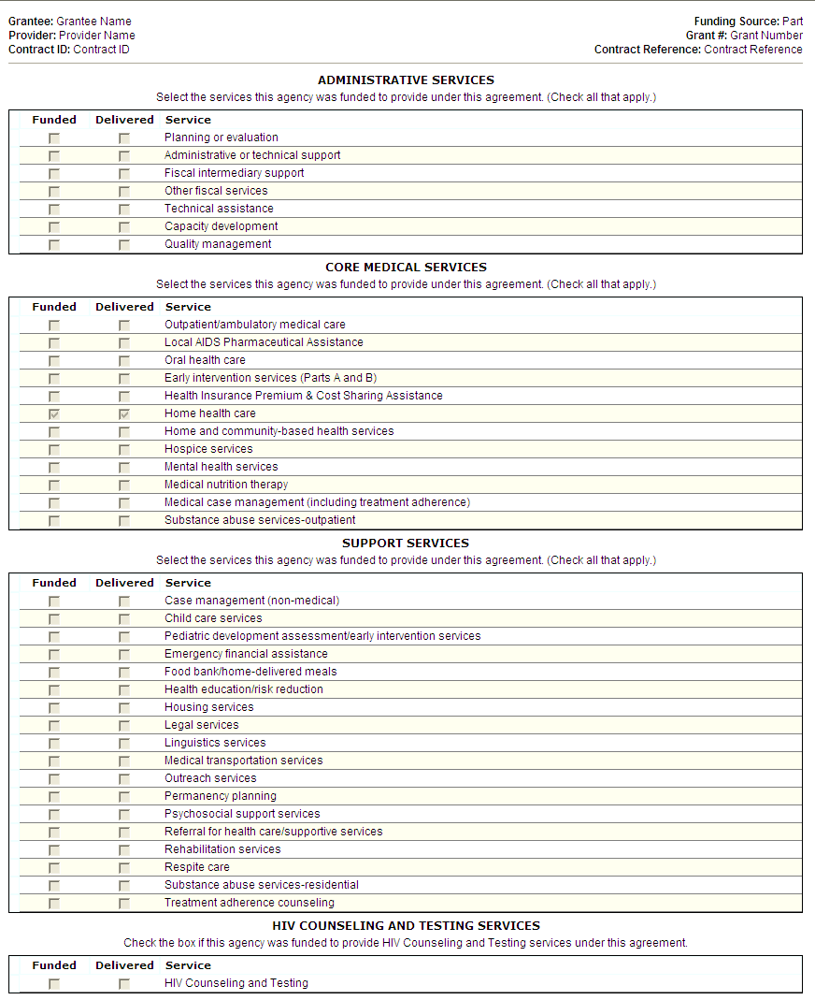 Grantee: Grantee Name Funding Source: Part
Provider: Provider Name Grant #: Grant Number
Contract ID: Contract ID Contract Reference: Contract Reference
ADMINISTRATIVE SERVICES
Select the services this agency was funded to provide under this agreement. (Check all that apply.)
Funded Delivered Service
Planning or evaluation
Administrative or technical support
Fiscal intermediary support
Other fiscal services
Technical assistance
Capacity development
Quality management
CORE MEDICAL SERVICES
Select the services this agency was funded to provide under this agreement. (Check all that apply.)
Funded Delivered Service
Outpatient/ambulatory medical care
Local AIDS Pharmaceutical Assistance
Oral health care
Early intervention services (Parts A and B)
Health Insurance Premium & Cost Sharing Assistance
Home health care
Home and community-based health services
Hospice services
Mental health services
Medical nutrition therapy
Medical case management (including treatment adherence)
Substance abuse services-outpatient
SUPPORT SERVICES
Select the services this agency was funded to provide under this agreement. (Check all that apply.)
Funded Delivered Service
Case management (non-medical)
Child care services
Pediatric development assessment/early intervention services
Emergency financial assistance
Food bank/home-delivered meals
Health education/risk reduction
Housing services
Legal services
Linguistics services
Medical transportation services
Outreach services
Permanency planning
Psychosocial support services
Referral for health care/supportive services
Rehabilitation services
Respite care
Substance abuse services-residential
Treatment adherence counseling
HIV COUNSELING AND TESTING SERVICES
Check the box if this agency was funded to provide HIV Counseling and Testing services under this agreement.
Funded Delivered Service
HIV Counseling and Testing